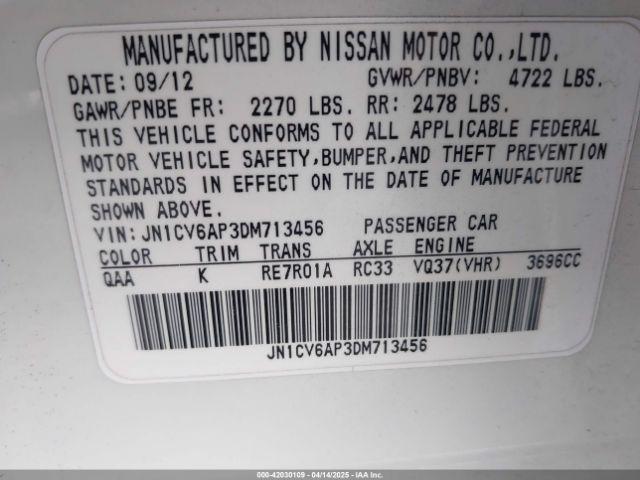 MANUFACTURED BY NISSAN MOTOR CO.,LTD.
DATE: 09/12 GVWR/PNBV: 4722 LBS.
GAWR/PNBE FR: 2270 LBS. RR: 2478 LBS.
THIS VEHICLE CONFORMS TO ALL APPLICABLE FEDERAL
MOTOR VEHICLE SAFETY,BUMPER,AND THEFT PREVENTION
STANDARDS IN EFFECT ON THE DATE OF MANUFACTURE
SHOWN ABOVE.
VIN: JN1CV6AP3DM713456 PASSENGER CAR
COLOR TRIM TRANS AXLE ENGINE
QAA K RE7R01A RC33 VQ37(VHR) 3696CC
JN1CV6AP3DM713456
000-42030109 - 04/14/2025 - IAAI.COM